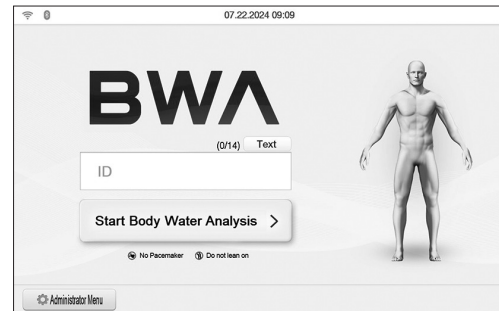 07.22.2024 09:09
BWA
(0/14) Text
ID
Start Body Water Analysis >
No Pacemaker Do not lean on
Administrator Menu